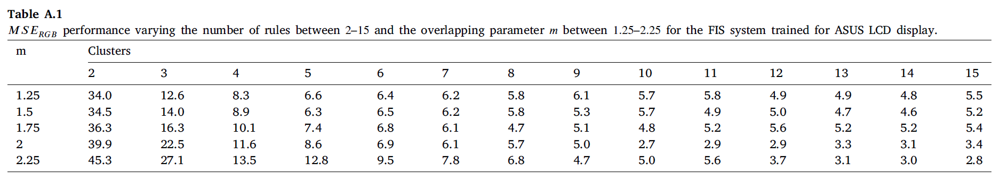 Table A.1
MSE_RGB performance varying the number of rules between 2–15 and the overlapping parameter m between 1.25–2.25 for the FIS system trained for ASUS LCD display.
m Clusters
2 3 4 5 6 7 8 9 10 11 12 13 14 15
1.25 34.0 12.6 8.3 6.6 6.4 6.2 5.8 6.1 5.7 5.8 4.9 4.9 4.8 5.5
1.5 34.5 14.0 8.9 6.3 6.5 6.2 5.8 5.3 5.7 4.9 5.0 4.7 4.6 5.2
1.75 36.3 16.3 10.1 7.4 6.8 6.1 4.7 5.1 4.8 5.2 5.6 5.2 5.2 5.4
2 39.9 22.5 11.6 8.6 6.9 6.1 5.7 5.0 2.7 2.9 2.9 3.3 3.1 3.4
2.25 45.3 27.1 13.5 12.8 9.5 7.8 6.8 4.7 5.0 5.6 3.7 3.1 3.0 2.8